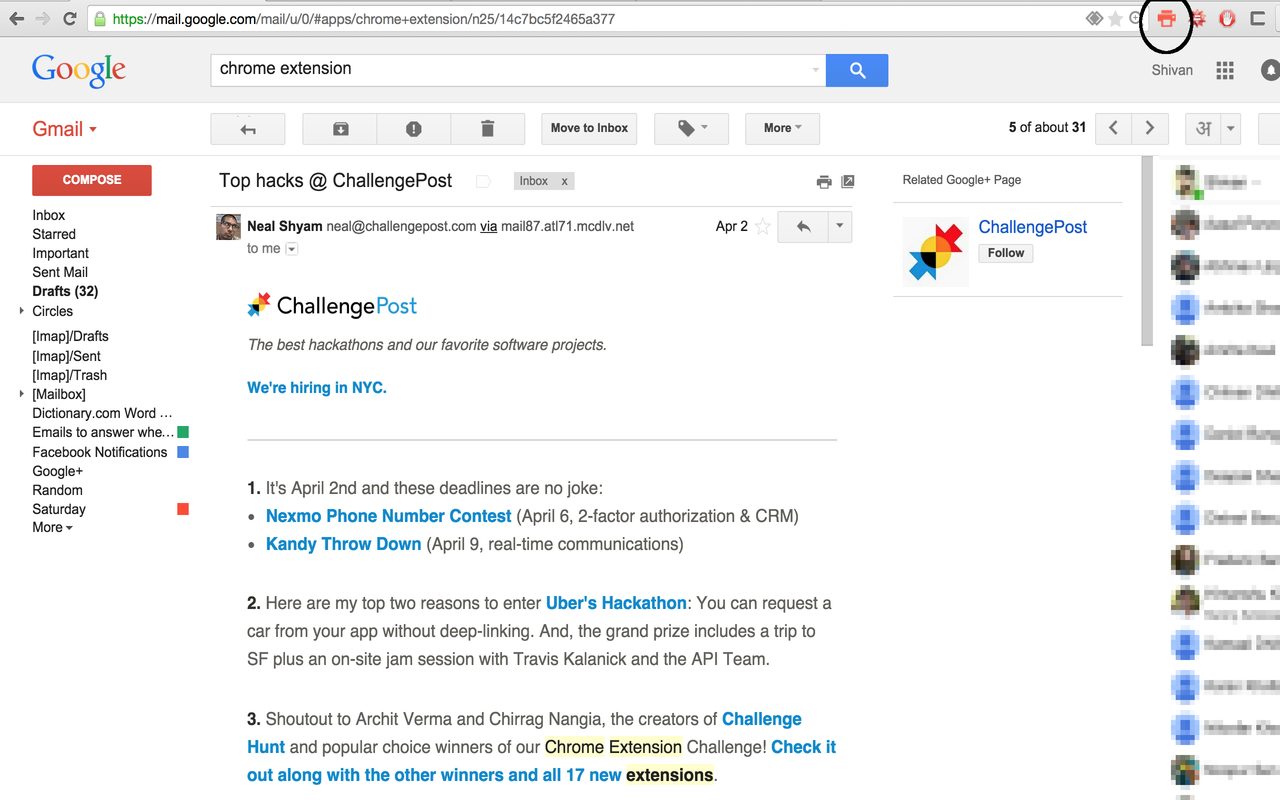 https://mail.google.com/mail/u/0/#apps/chrome+extension/n25/14c7bc5f2465a377
Google
chrome extension
Shivan
Gmail
Move to Inbox
More
5 of about 31
अ
COMPOSE
Inbox
Starred
Important
Sent Mail
Drafts (32)
Circles
[Imap]/Drafts
[Imap]/Sent
[Imap]/Trash
[Mailbox]
Dictionary.com Word ...
Emails to answer whe...
Facebook Notifications
Google+
Random
Saturday
More
Top hacks @ ChallengePost
Inbox x
Neal Shyam neal@challengepost.com via mail87.atl71.mcdlv.net
Apr 2
to me
ChallengePost
The best hackathons and our favorite software projects.
We're hiring in NYC.
1. It's April 2nd and these deadlines are no joke:
• Nexmo Phone Number Contest (April 6, 2-factor authorization & CRM)
• Kandy Throw Down (April 9, real-time communications)
2. Here are my top two reasons to enter Uber's Hackathon: You can request a
car from your app without deep-linking. And, the grand prize includes a trip to
SF plus an on-site jam session with Travis Kalanick and the API Team.
3. Shoutout to Archit Verma and Chirrag Nangia, the creators of Challenge
Hunt and popular choice winners of our Chrome Extension Challenge! Check it
out along with the other winners and all 17 new extensions.
Related Google+ Page
ChallengePost
Follow